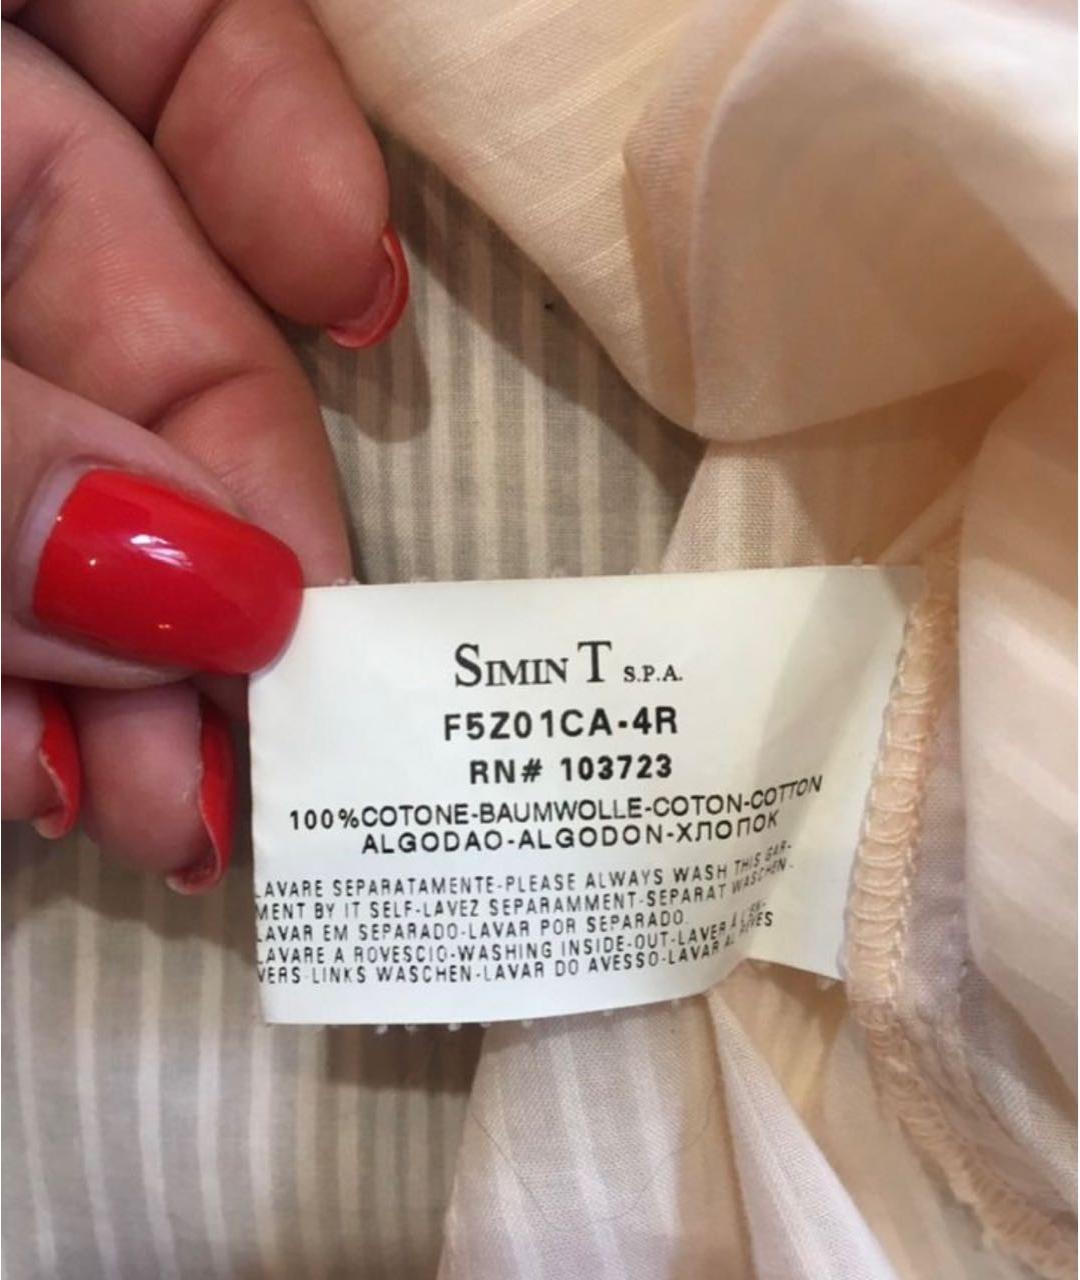 SIMIN T S.P.A.
F5Z01CA-4R
RN# 103723
100%COTONE-BAUMWOLLE-COTON-COTTON
ALGODAO-ALGODON-ХЛОПОК
LAVARE SEPARATAMENTE-PLEASE ALWAYS WASH THIS GAR-
MENT BY IT SELF-LAVEZ SEPARAMMENT-SEPARAT WASCHEN-
LAVAR EM SEPARADO-LAVAR POR SEPARADO.
LAVARE A ROVESCIO-WASHING INSIDE-OUT-LAVER À L'EN-
VERS-LINKS WASCHEN-LAVAR DO AVESSO-LAVAR AL